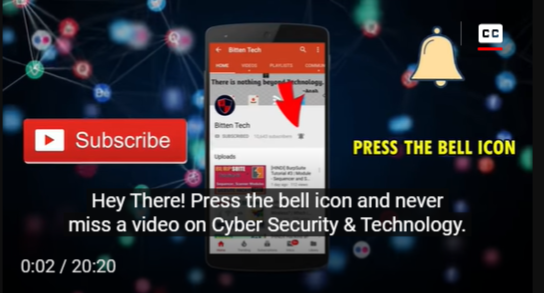 CC
Bitten Tech
HOME VIDEOS PLAYLISTS
There is nothing beyond Technology.
Bitten Tech
SUBSCRIBED
Uploads
Subscribe
PRESS THE BELL ICON
Hey There! Press the bell icon and never
miss a video on Cyber Security & Technology.
0:02 / 20:20